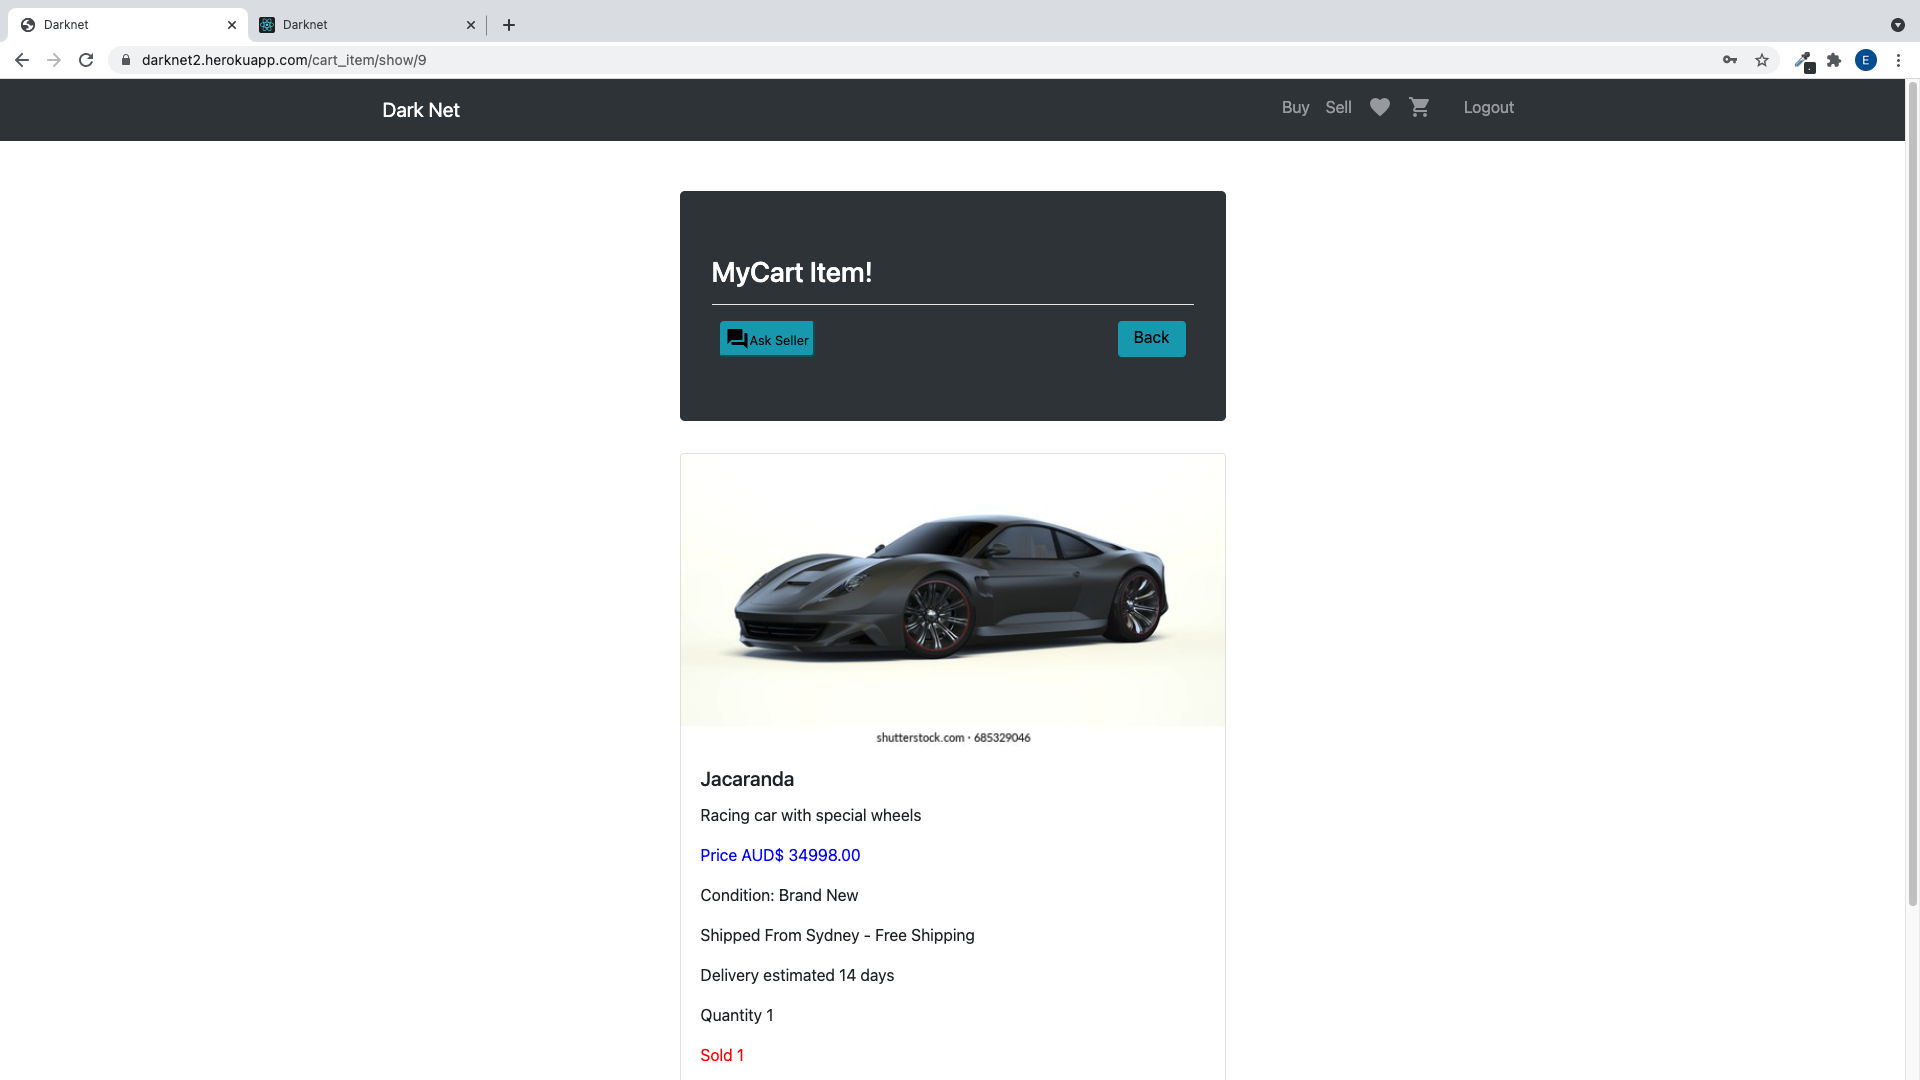 Darknet
Darknet
darknet2.herokuapp.com/cart_item/show/9
E
Dark Net
Buy
Sell
Logout
MyCart Item!
Ask Seller
Back
shutterstock.com · 685329046
Jacaranda
Racing car with special wheels
Price AUD$ 34998.00
Condition: Brand New
Shipped From Sydney - Free Shipping
Delivery estimated 14 days
Quantity 1
Sold 1